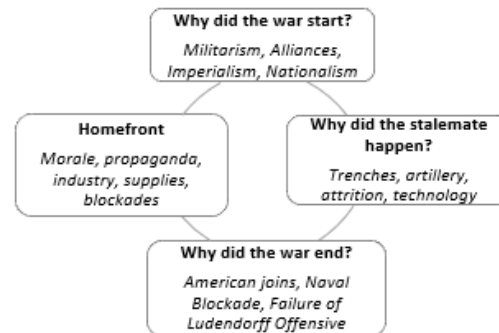 Why did the war start?
Militarism, Alliances,
Imperialism, Nationalism
Homefront
Morale, propaganda,
industry, supplies,
blockades
Why did the stalemate
happen?
Trenches, artillery,
attrition, technology
Why did the war end?
American joins, Naval
Blockade, Failure of
Ludendorff Offensive